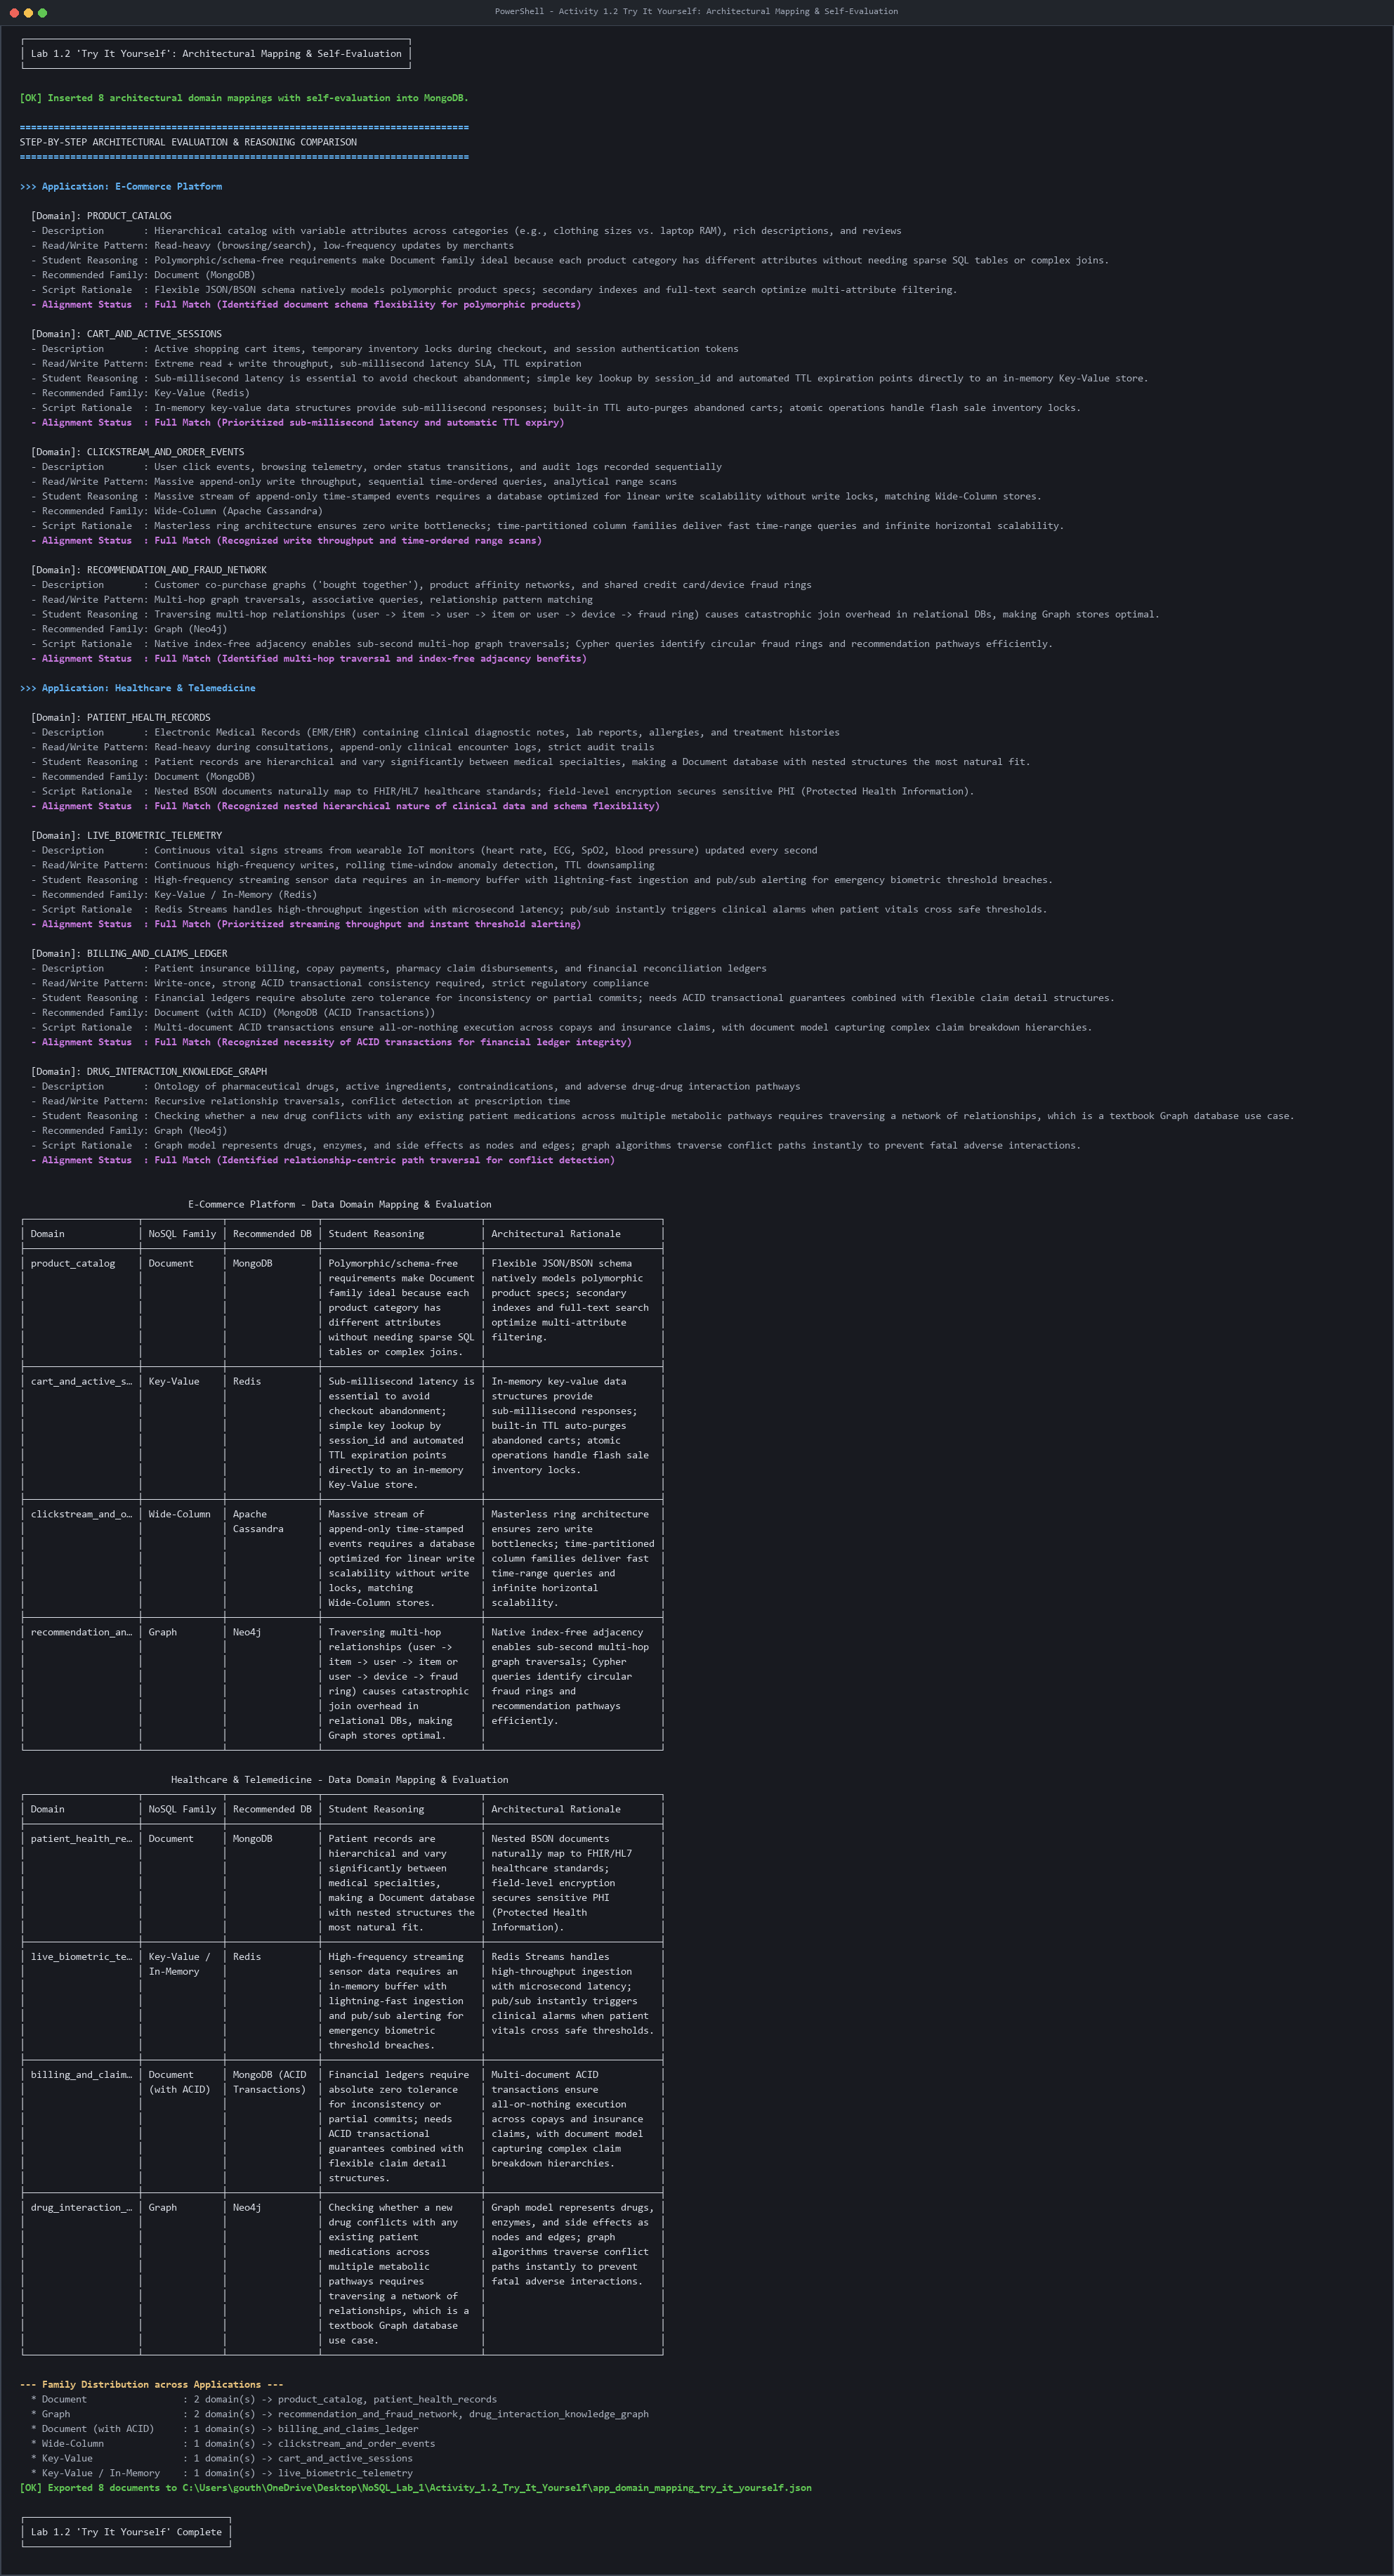 PowerShell - Activity 1.2 Try It Yourself: Architectural Mapping & Self-Evaluation
Lab 1.2 'Try It Yourself': Architectural Mapping & Self-Evaluation
[OK] Inserted 8 architectural domain mappings with self-evaluation into MongoDB.
================================================================================
STEP-BY-STEP ARCHITECTURAL EVALUATION & REASONING COMPARISON
================================================================================
>>> Application: E-Commerce Platform
[Domain]: PRODUCT_CATALOG
- Description       : Hierarchical catalog with variable attributes across categories (e.g., clothing sizes vs. laptop RAM), rich descriptions, and reviews
- Read/Write Pattern: Read-heavy (browsing/search), low-frequency updates by merchants
- Student Reasoning : Polymorphic/schema-free requirements make Document family ideal because each product category has different attributes without needing sparse SQL tables or complex joins.
- Recommended Family: Document (MongoDB)
- Script Rationale  : Flexible JSON/BSON schema natively models polymorphic product specs; secondary indexes and full-text search optimize multi-attribute filtering.
- Alignment Status  : Full Match (Identified document schema flexibility for polymorphic products)
[Domain]: CART_AND_ACTIVE_SESSIONS
- Description       : Active shopping cart items, temporary inventory locks during checkout, and session authentication tokens
- Read/Write Pattern: Extreme read + write throughput, sub-millisecond latency SLA, TTL expiration
- Student Reasoning : Sub-millisecond latency is essential to avoid checkout abandonment; simple key lookup by session_id and automated TTL expiration points directly to an in-memory Key-Value store.
- Recommended Family: Key-Value (Redis)
- Script Rationale  : In-memory key-value data structures provide sub-millisecond responses; built-in TTL auto-purges abandoned carts; atomic operations handle flash sale inventory locks.
- Alignment Status  : Full Match (Prioritized sub-millisecond latency and automatic TTL expiry)
[Domain]: CLICKSTREAM_AND_ORDER_EVENTS
- Description       : User click events, browsing telemetry, order status transitions, and audit logs recorded sequentially
- Read/Write Pattern: Massive append-only write throughput, sequential time-ordered queries, analytical range scans
- Student Reasoning : Massive stream of append-only time-stamped events requires a database optimized for linear write scalability without write locks, matching Wide-Column stores.
- Recommended Family: Wide-Column (Apache Cassandra)
- Script Rationale  : Masterless ring architecture ensures zero write bottlenecks; time-partitioned column families deliver fast time-range queries and infinite horizontal scalability.
- Alignment Status  : Full Match (Recognized write throughput and time-ordered range scans)
[Domain]: RECOMMENDATION_AND_FRAUD_NETWORK
- Description       : Customer co-purchase graphs ('bought together'), product affinity networks, and shared credit card/device fraud rings
- Read/Write Pattern: Multi-hop graph traversals, associative queries, relationship pattern matching
- Student Reasoning : Traversing multi-hop relationships (user -> item -> user -> item or user -> device -> fraud ring) causes catastrophic join overhead in relational DBs, making Graph stores optimal.
- Recommended Family: Graph (Neo4j)
- Script Rationale  : Native index-free adjacency enables sub-second multi-hop graph traversals; Cypher queries identify circular fraud rings and recommendation pathways efficiently.
- Alignment Status  : Full Match (Identified multi-hop traversal and index-free adjacency benefits)
>>> Application: Healthcare & Telemedicine
[Domain]: PATIENT_HEALTH_RECORDS
- Description       : Electronic Medical Records (EMR/EHR) containing clinical diagnostic notes, lab reports, allergies, and treatment histories
- Read/Write Pattern: Read-heavy during consultations, append-only clinical encounter logs, strict audit trails
- Student Reasoning : Patient records are hierarchical and vary significantly between medical specialties, making a Document database with nested structures the most natural fit.
- Recommended Family: Document (MongoDB)
- Script Rationale  : Nested BSON documents naturally map to FHIR/HL7 healthcare standards; field-level encryption secures sensitive PHI (Protected Health Information).
- Alignment Status  : Full Match (Recognized nested hierarchical nature of clinical data and schema flexibility)
[Domain]: LIVE_BIOMETRIC_TELEMETRY
- Description       : Continuous vital signs streams from wearable IoT monitors (heart rate, ECG, SpO2, blood pressure) updated every second
- Read/Write Pattern: Continuous high-frequency writes, rolling time-window anomaly detection, TTL downsampling
- Student Reasoning : High-frequency streaming sensor data requires an in-memory buffer with lightning-fast ingestion and pub/sub alerting for emergency biometric threshold breaches.
- Recommended Family: Key-Value / In-Memory (Redis)
- Script Rationale  : Redis Streams handles high-throughput ingestion with microsecond latency; pub/sub instantly triggers clinical alarms when patient vitals cross safe thresholds.
- Alignment Status  : Full Match (Prioritized streaming throughput and instant threshold alerting)
[Domain]: BILLING_AND_CLAIMS_LEDGER
- Description       : Patient insurance billing, copay payments, pharmacy claim disbursements, and financial reconciliation ledgers
- Read/Write Pattern: Write-once, strong ACID transactional consistency required, strict regulatory compliance
- Student Reasoning : Financial ledgers require absolute zero tolerance for inconsistency or partial commits; needs ACID transactional guarantees combined with flexible claim detail structures.
- Recommended Family: Document (with ACID) (MongoDB (ACID Transactions))
- Script Rationale  : Multi-document ACID transactions ensure all-or-nothing execution across copays and insurance claims, with document model capturing complex claim breakdown hierarchies.
- Alignment Status  : Full Match (Recognized necessity of ACID transactions for financial ledger integrity)
[Domain]: DRUG_INTERACTION_KNOWLEDGE_GRAPH
- Description       : Ontology of pharmaceutical drugs, active ingredients, contraindications, and adverse drug-drug interaction pathways
- Read/Write Pattern: Recursive relationship traversals, conflict detection at prescription time
- Student Reasoning : Checking whether a new drug conflicts with any existing patient medications across multiple metabolic pathways requires traversing a network of relationships, which is a textbook Graph database use case.
- Recommended Family: Graph (Neo4j)
- Script Rationale  : Graph model represents drugs, enzymes, and side effects as nodes and edges; graph algorithms traverse conflict paths instantly to prevent fatal adverse interactions.
- Alignment Status  : Full Match (Identified relationship-centric path traversal for conflict detection)
E-Commerce Platform - Data Domain Mapping & Evaluation
Domain | NoSQL Family | Recommended DB | Student Reasoning | Architectural Rationale
product_catalog | Document | MongoDB | Polymorphic/schema-free | Flexible JSON/BSON schema
requirements make Document | natively models polymorphic
family ideal because each | product specs; secondary
product category has | indexes and full-text search
different attributes | optimize multi-attribute
without needing sparse SQL | filtering.
tables or complex joins.
cart_and_active_s… | Key-Value | Redis | Sub-millisecond latency is | In-memory key-value data
essential to avoid | structures provide
checkout abandonment; | sub-millisecond responses;
simple key lookup by | built-in TTL auto-purges
session_id and automated | abandoned carts; atomic
TTL expiration points | operations handle flash sale
directly to an in-memory | inventory locks.
Key-Value store.
clickstream_and_o… | Wide-Column | Apache | Massive stream of | Masterless ring architecture
Cassandra | append-only time-stamped | ensures zero write
events requires a database | bottlenecks; time-partitioned
optimized for linear write | column families deliver fast
scalability without write | time-range queries and
locks, matching | infinite horizontal
Wide-Column stores. | scalability.
recommendation_an… | Graph | Neo4j | Traversing multi-hop | Native index-free adjacency
relationships (user -> | enables sub-second multi-hop
item -> user -> item or | graph traversals; Cypher
user -> device -> fraud | queries identify circular
ring) causes catastrophic | fraud rings and
join overhead in | recommendation pathways
relational DBs, making | efficiently.
Graph stores optimal.
Healthcare & Telemedicine - Data Domain Mapping & Evaluation
Domain | NoSQL Family | Recommended DB | Student Reasoning | Architectural Rationale
patient_health_re… | Document | MongoDB | Patient records are | Nested BSON documents
hierarchical and vary | naturally map to FHIR/HL7
significantly between | healthcare standards;
medical specialties, | field-level encryption
making a Document database | secures sensitive PHI
with nested structures the | (Protected Health
most natural fit. | Information).
live_biometric_te… | Key-Value / | Redis | High-frequency streaming | Redis Streams handles
In-Memory | sensor data requires an | high-throughput ingestion
in-memory buffer with | with microsecond latency;
lightning-fast ingestion | pub/sub instantly triggers
and pub/sub alerting for | clinical alarms when patient
emergency biometric | vitals cross safe thresholds.
threshold breaches.
billing_and_claim… | Document | MongoDB (ACID | Financial ledgers require | Multi-document ACID
(with ACID) | Transactions) | absolute zero tolerance | transactions ensure
for inconsistency or | all-or-nothing execution
partial commits; needs | across copays and insurance
ACID transactional | claims, with document model
guarantees combined with | capturing complex claim
flexible claim detail | breakdown hierarchies.
structures.
drug_interaction_… | Graph | Neo4j | Checking whether a new | Graph model represents drugs,
drug conflicts with any | enzymes, and side effects as
existing patient | nodes and edges; graph
medications across | algorithms traverse conflict
multiple metabolic | paths instantly to prevent
pathways requires | fatal adverse interactions.
traversing a network of
relationships, which is a
textbook Graph database
use case.
--- Family Distribution across Applications ---
* Document                 : 2 domain(s) -> product_catalog, patient_health_records
* Graph                    : 2 domain(s) -> recommendation_and_fraud_network, drug_interaction_knowledge_graph
* Document (with ACID)     : 1 domain(s) -> billing_and_claims_ledger
* Wide-Column              : 1 domain(s) -> clickstream_and_order_events
* Key-Value                : 1 domain(s) -> cart_and_active_sessions
* Key-Value / In-Memory    : 1 domain(s) -> live_biometric_telemetry
[OK] Exported 8 documents to C:\Users\gouth\OneDrive\Desktop\NoSQL_Lab_1\Activity_1.2_Try_It_Yourself\app_domain_mapping_try_it_yourself.json
Lab 1.2 'Try It Yourself' Complete